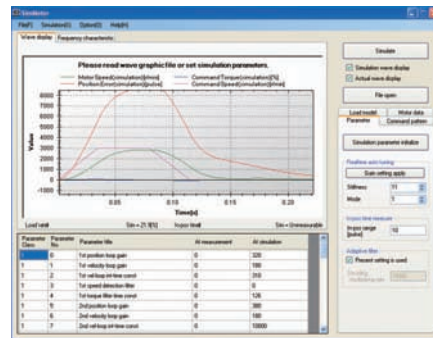 File(F) Simulation(S) Option(O) Help(H)
Wave display Frequency characteristic
Please read wave graphic file or set simulation parameters.
Motor Speed(simulation)[r/min] Command Torque(simulation)[%]
Position Error(simulation)[pulse] Command Speed(simulation)[r/min]
Value
8000
7000
6000
5000
4000
3000
2000
1000
0
-1000
0.05 0.10 0.15 0.20
Time[s]
Sim = 21.9[%] Sim = Unmeasurable
Parameter Class Parameter No. Parameter title At measurement At simulation
1 0 1st position loop gain 0 320
1 1 1st velocity loop gain 0 180
1 2 1st vel loop int time const 0 310
1 3 1st speed detection filter 0 0
1 4 1st torque filter time const 0 126
1 5 2nd position loop gain 0 380
1 6 2nd velocity loop gain 0 180
1 7 2nd vel loop int time const 0 10000
Simulate
Simulation wave display
Actual wave display
File open
Load model Motor data
Parameter Command pattern
Simulation parameter initialize
Realtime auto tuning
Gain setting apply
Stiffness 11
Mode 1
In-pos time measure
In-pos range [pulse] 10
Adaptive filter
Present setting is used